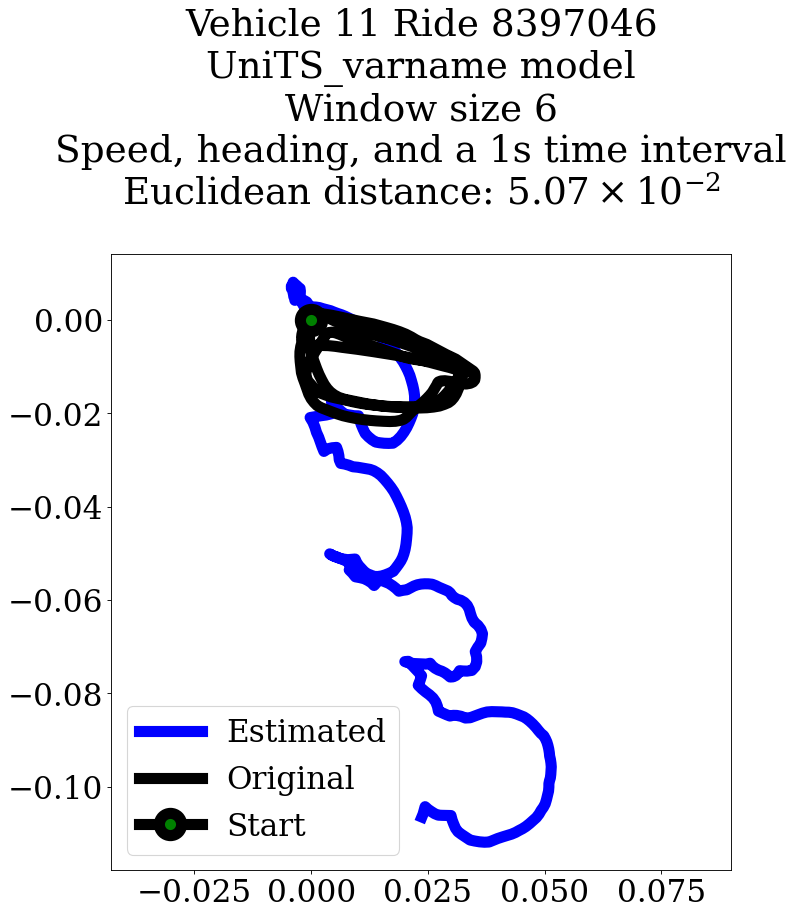 Vehicle 11 Ride 8397046
UniTS_varname model
Window size 6
Speed, heading, and a 1s time interval
Euclidean distance: 5.07 × 10⁻²
0.00
−0.02
−0.04
−0.06
−0.08
−0.10
Estimated
Original
Start
−0.025 0.000 0.025 0.050 0.075